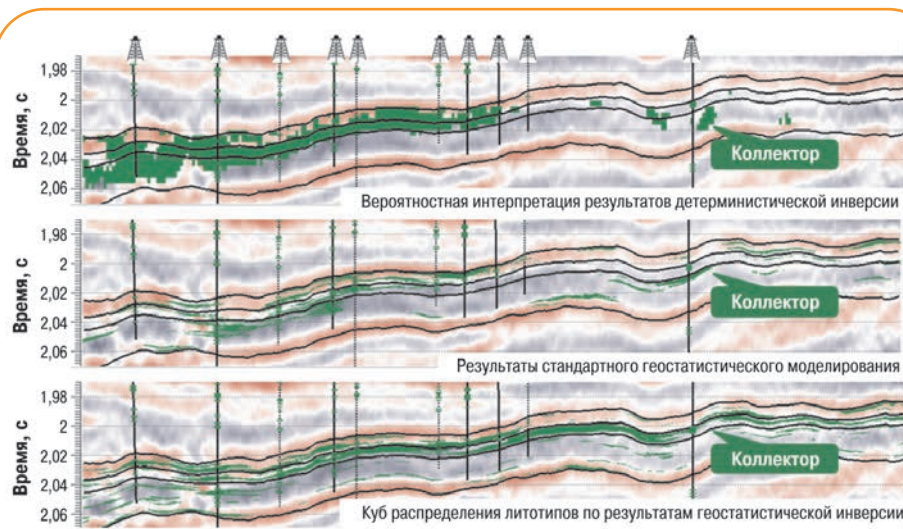 Время, с
1,98
2
2,02
2,04
2,06
Коллектор
Вероятностная интерпретация результатов детерминистической инверсии
Время, с
1,98
2
2,02
2,04
2,06
Коллектор
Результаты стандартного геостатистического моделирования
Время, с
1,98
2
2,02
2,04
2,06
Коллектор
Куб распределения литотипов по результатам геостатистической инверсии